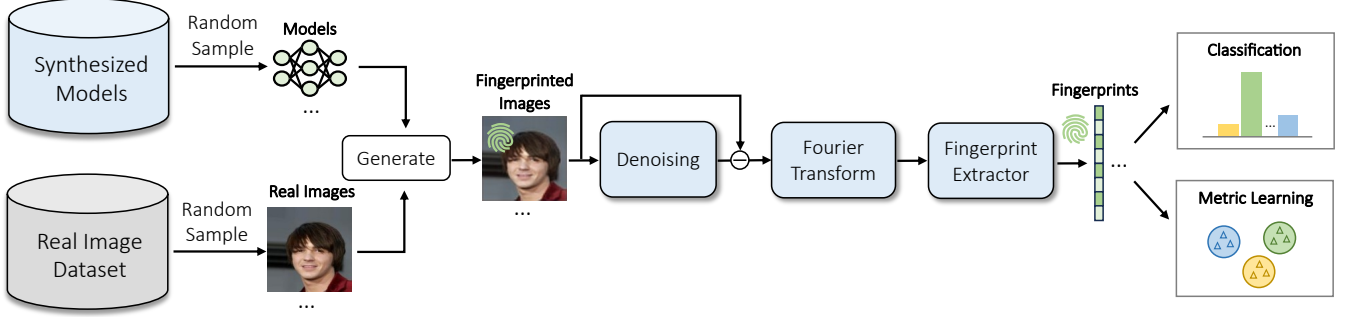 Synthesized
Models
Random
Sample
Models
...
Real Image
Dataset
Random
Sample
Real Images
...
Generate
Fingerprinted
Images
...
Denoising
Fourier
Transform
Fingerprint
Extractor
Fingerprints
...
Classification
...
Metric Learning